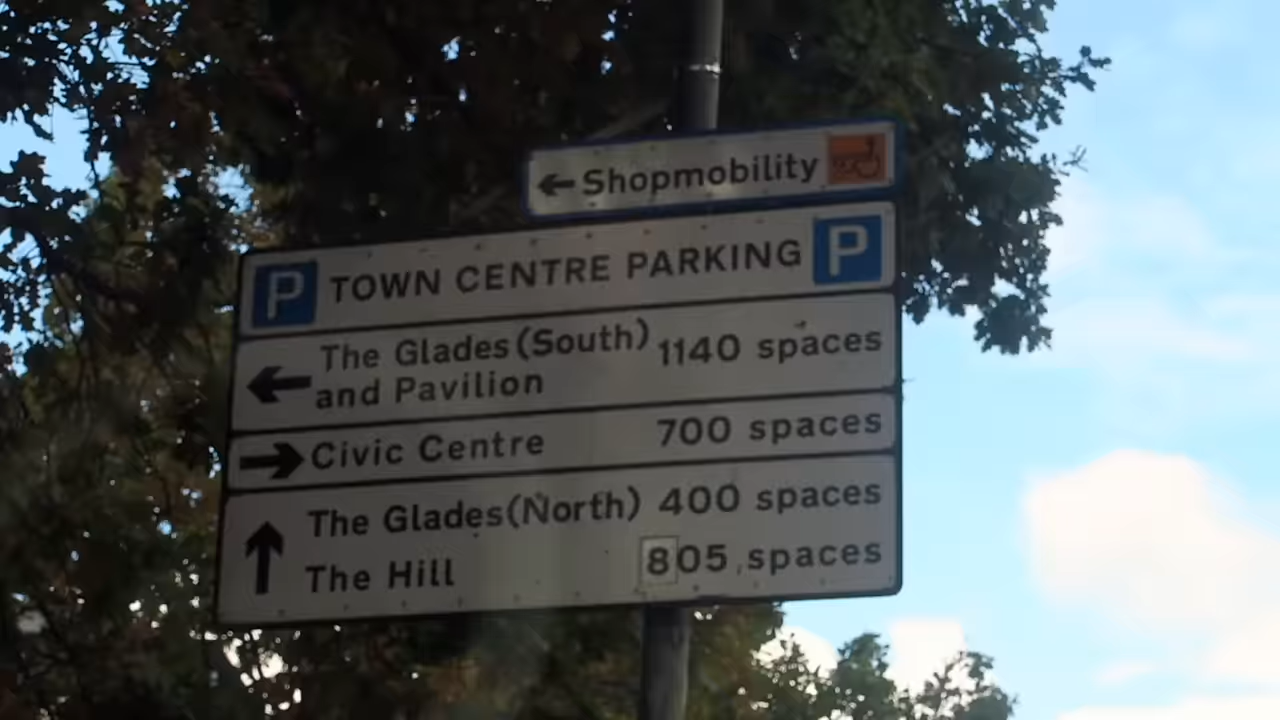 Shopmobility
P TOWN CENTRE PARKING P
The Glades (South) 1140 spaces
and Pavilion
Civic Centre 700 spaces
The Glades (North) 400 spaces
The Hill 805 spaces